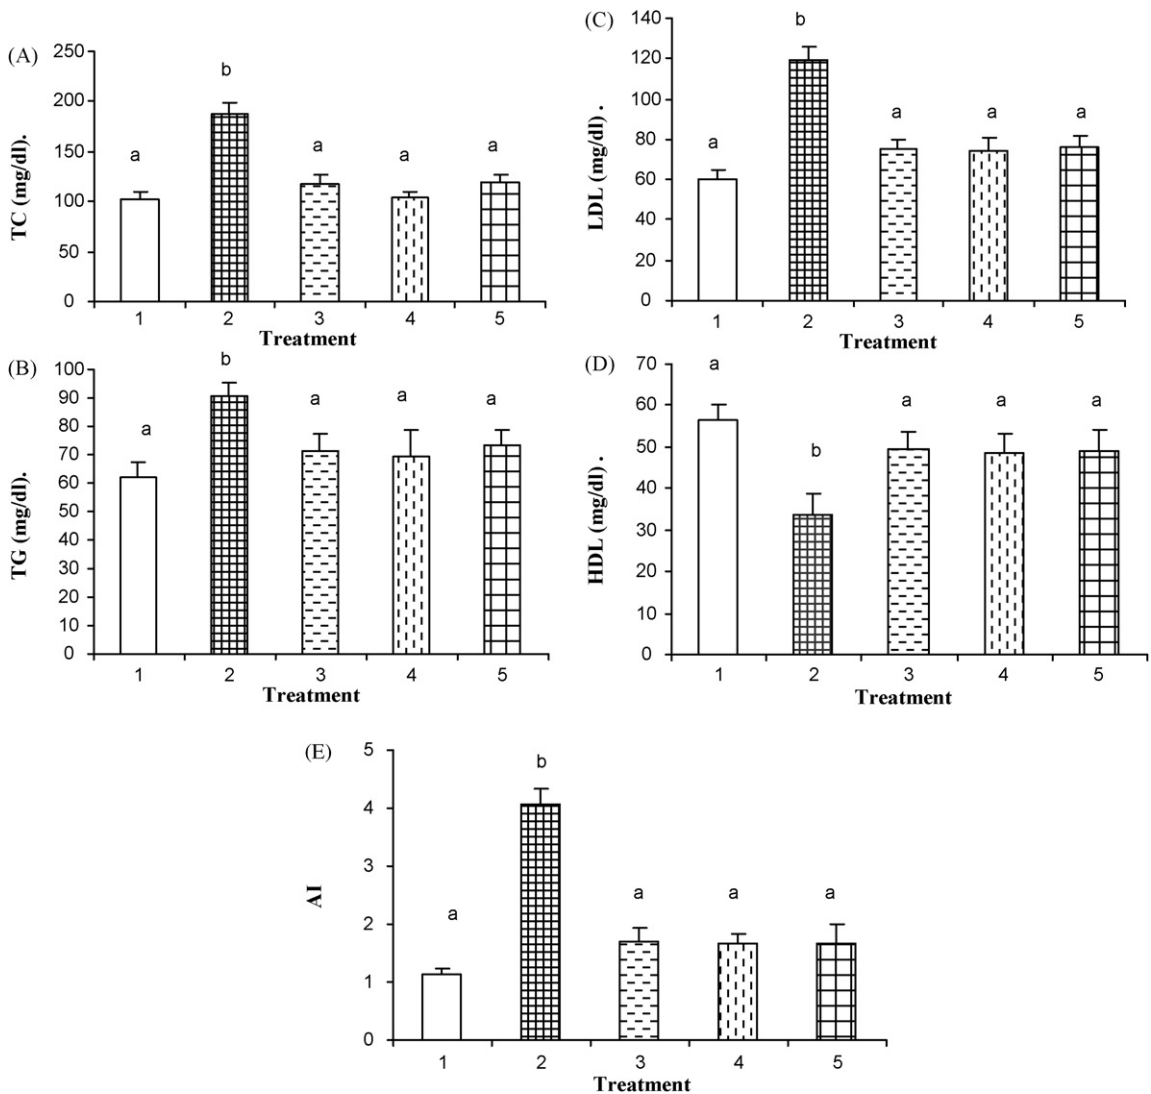 (A)
TC (mg/dl).
250
200
150
100
50
0
a
b
a
a
a
1 2 3 4 5
Treatment
(C)
LDL (mg/dl) .
140
120
100
80
60
40
20
0
a
b
a
a
a
1 2 3 4 5
Treatment
(B)
TG (mg/dl).
100
90
80
70
60
50
40
30
20
10
0
a
b
a
a
a
1 2 3 4 5
Treatment
(D)
HDL (mg/dl) .
70
60
50
40
30
20
10
0
a
b
a
a
a
1 2 3 4 5
Treatment
(E)
AI
5
4
3
2
1
0
a
b
a
a
a
1 2 3 4 5
Treatment